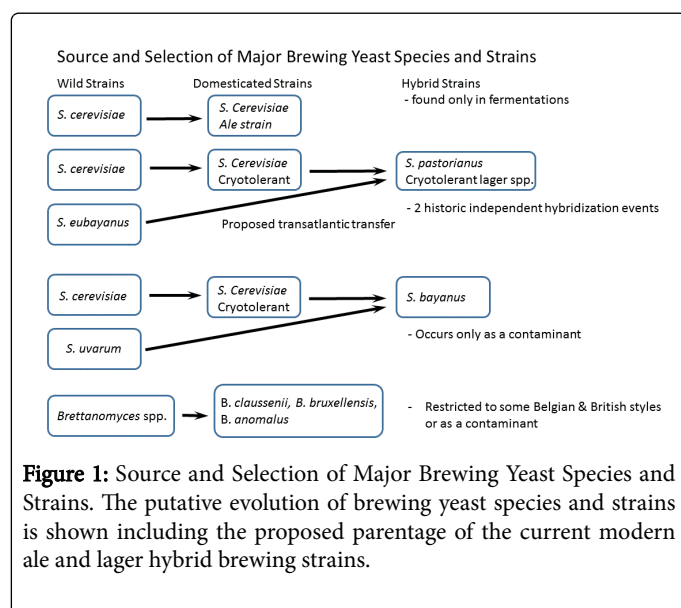 Source and Selection of Major Brewing Yeast Species and Strains
Wild Strains
Domesticated Strains
Hybrid Strains
- found only in fermentations
S. cerevisiae
S. Cerevisiae
Ale strain
S. cerevisiae
S. Cerevisiae
Cryotolerant
S. pastorianus
Cryotolerant lager spp.
S. eubayanus
Proposed transatlantic transfer
- 2 historic independent hybridization events
S. cerevisiae
S. Cerevisiae
Cryotolerant
S. bayanus
S. uvarum
- Occurs only as a contaminant
Brettanomyces spp.
B. claussenii, B. bruxellensis,
B. anomalus
- Restricted to some Belgian & British styles
or as a contaminant
Figure 1: Source and Selection of Major Brewing Yeast Species and
Strains. The putative evolution of brewing yeast species and strains
is shown including the proposed parentage of the current modern
ale and lager hybrid brewing strains.